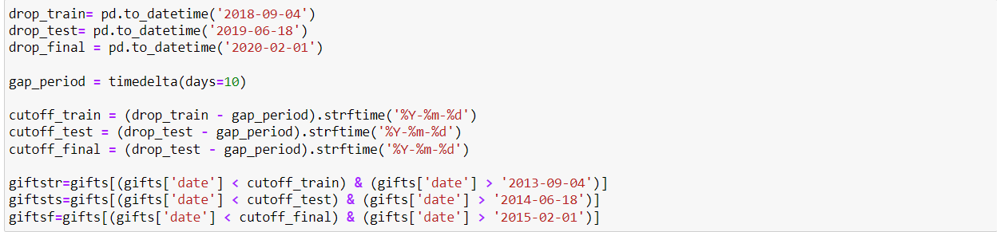 drop_train= pd.to_datetime('2018-09-04')
drop_test= pd.to_datetime('2019-06-18')
drop_final = pd.to_datetime('2020-02-01')
gap_period = timedelta(days=10)
cutoff_train = (drop_train - gap_period).strftime('%Y-%m-%d')
cutoff_test = (drop_test - gap_period).strftime('%Y-%m-%d')
cutoff_final = (drop_test - gap_period).strftime('%Y-%m-%d')
giftstr=gifts[(gifts['date'] < cutoff_train) & (gifts['date'] > '2013-09-04')]
giftsts=gifts[(gifts['date'] < cutoff_test) & (gifts['date'] > '2014-06-18')]
giftsf=gifts[(gifts['date'] < cutoff_final) & (gifts['date'] > '2015-02-01')]